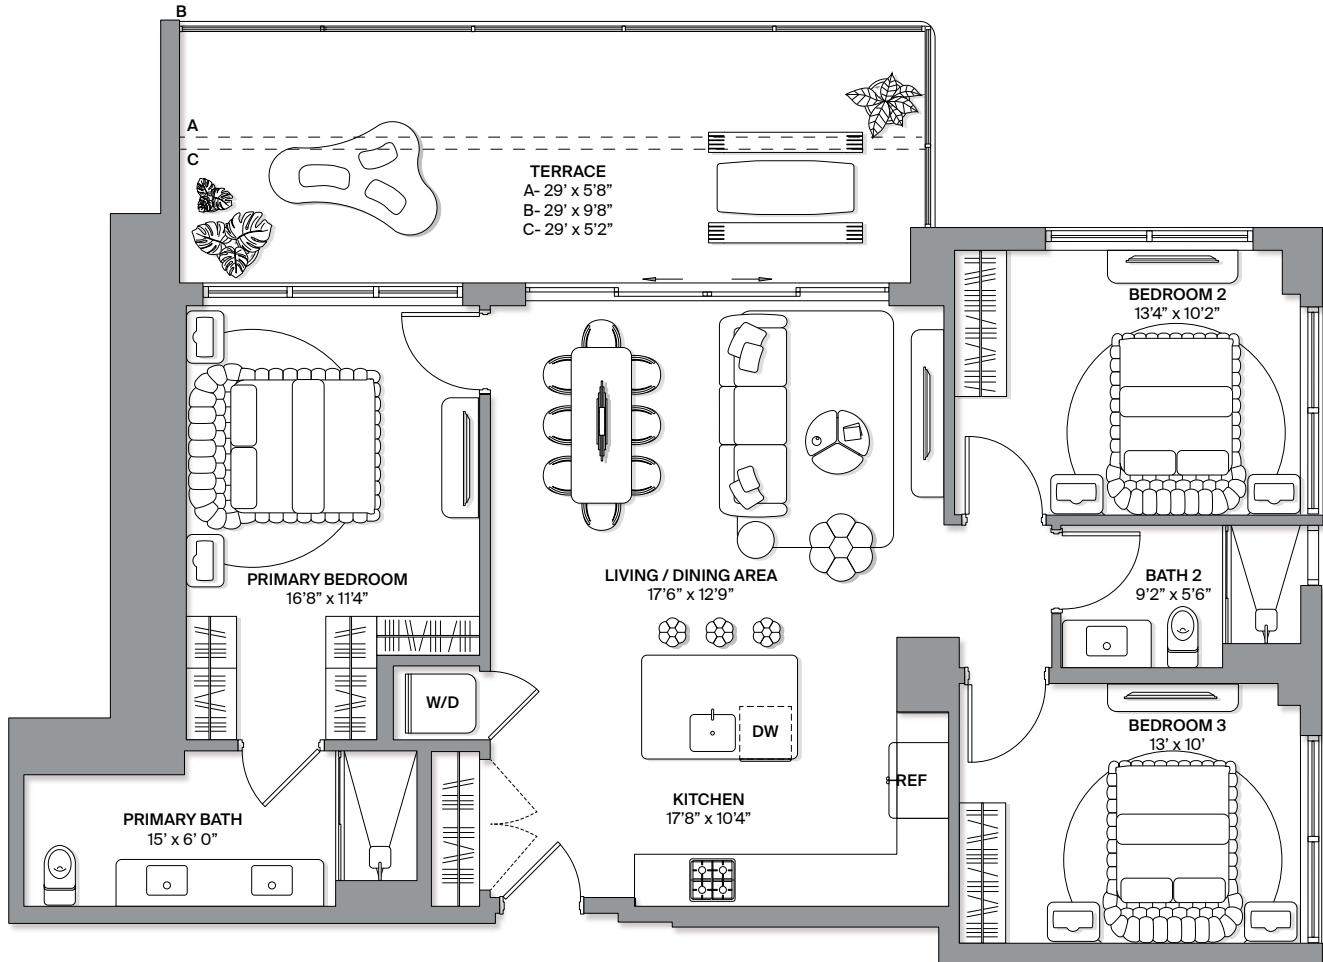 B
A
C
TERRACE
A- 29’ x 5’8”
B- 29’ x 9’8”
C- 29’ x 5’2”
BEDROOM 2
13’4” x 10’2”
PRIMARY BEDROOM
16’8” x 11’4”
LIVING / DINING AREA
17’6” x 12’9”
BATH 2
9’2” x 5’6”
W/D
DW
BEDROOM 3
13’ x 10’
REF
KITCHEN
17’8” x 10’4”
PRIMARY BATH
15’ x 6’ 0”